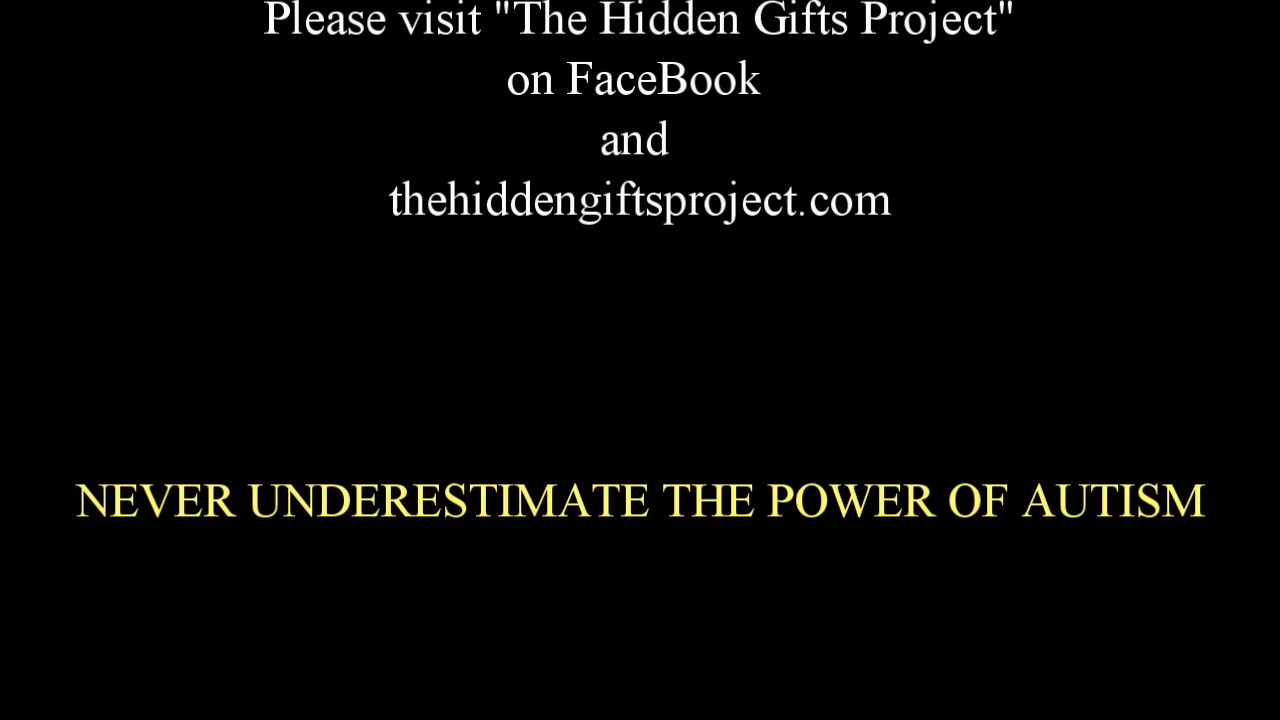 Please visit "The Hidden Gifts Project"
on FaceBook
and
thehiddengiftsproject.com
NEVER UNDERESTIMATE THE POWER OF AUTISM